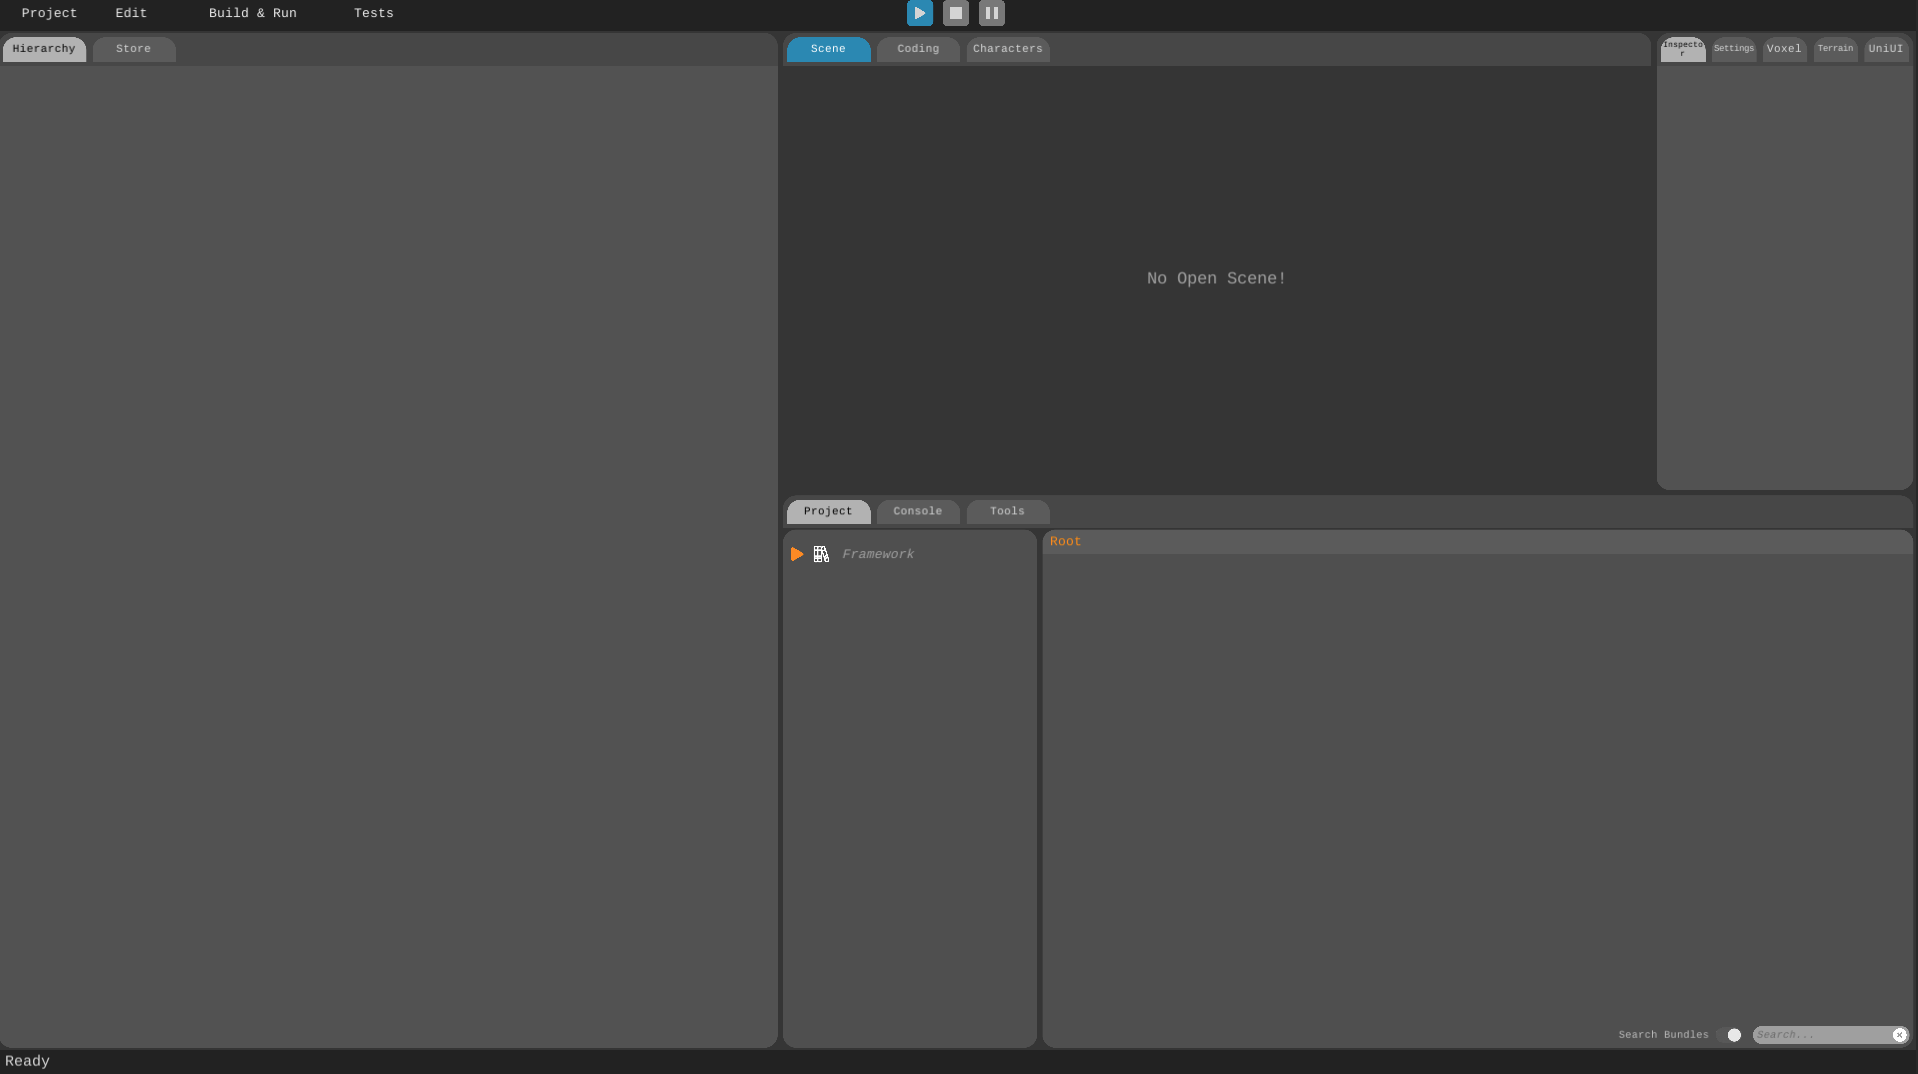 Project Edit Build & Run Tests
Hierarchy Store
Scene Coding Characters
Inspecto
r
Settings Voxel Terrain UniUI
No Open Scene!
Project Console Tools
Framework
Root
Search Bundles
Search...
Ready